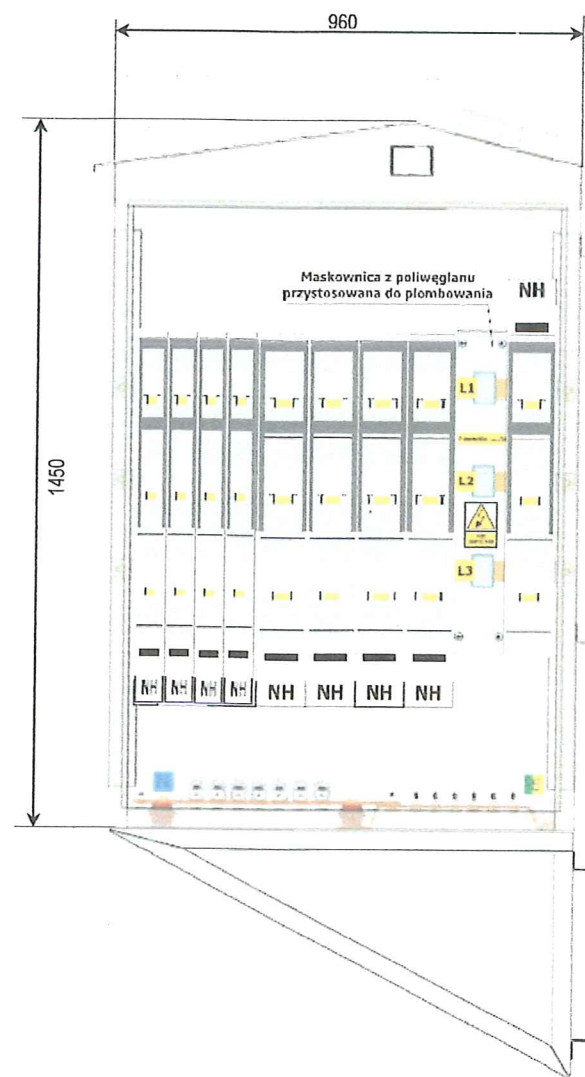 960
1450
Maskownica z poliwęglanu
przystosowana do plombowania
NH
L1
L2
L3
NH NH NH NH NH NH NH NH